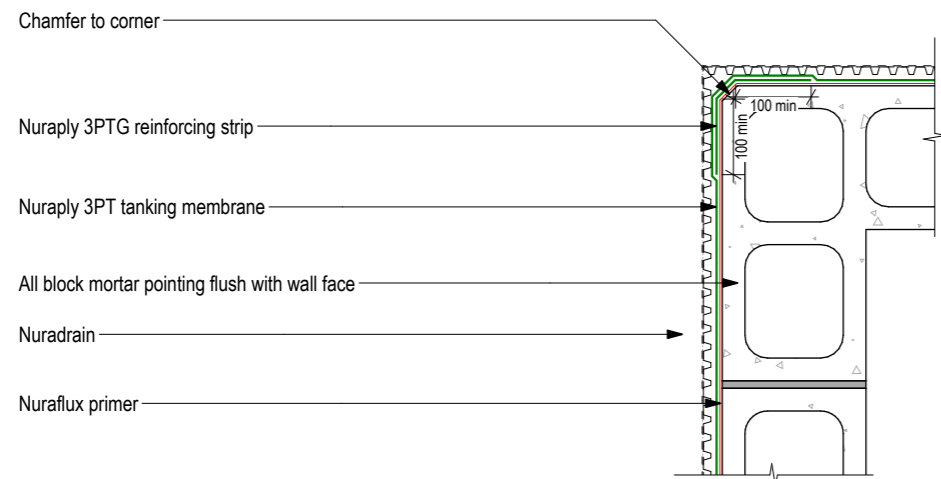 Chamfer to corner
100 min
100 min
Nuraply 3PTG reinforcing strip
Nuraply 3PT tanking membrane
All block mortar pointing flush with wall face
Nuradrain
Nuraflux primer